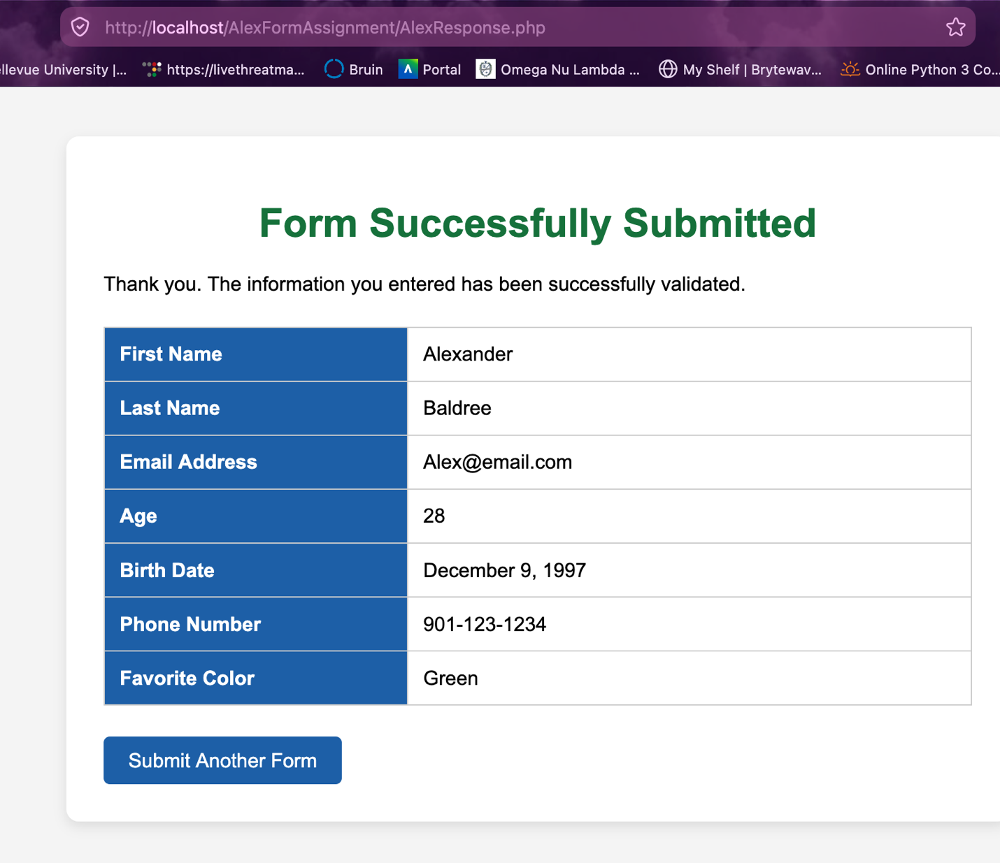 http://localhost/AlexFormAssignment/AlexResponse.php
llevue University |... https://livethreatma... Bruin Portal Omega Nu Lambda ... My Shelf | Brytewav... Online Python 3 Co...
Form Successfully Submitted
Thank you. The information you entered has been successfully validated.
First Name Alexander
Last Name Baldree
Email Address Alex@email.com
Age 28
Birth Date December 9, 1997
Phone Number 901-123-1234
Favorite Color Green
Submit Another Form